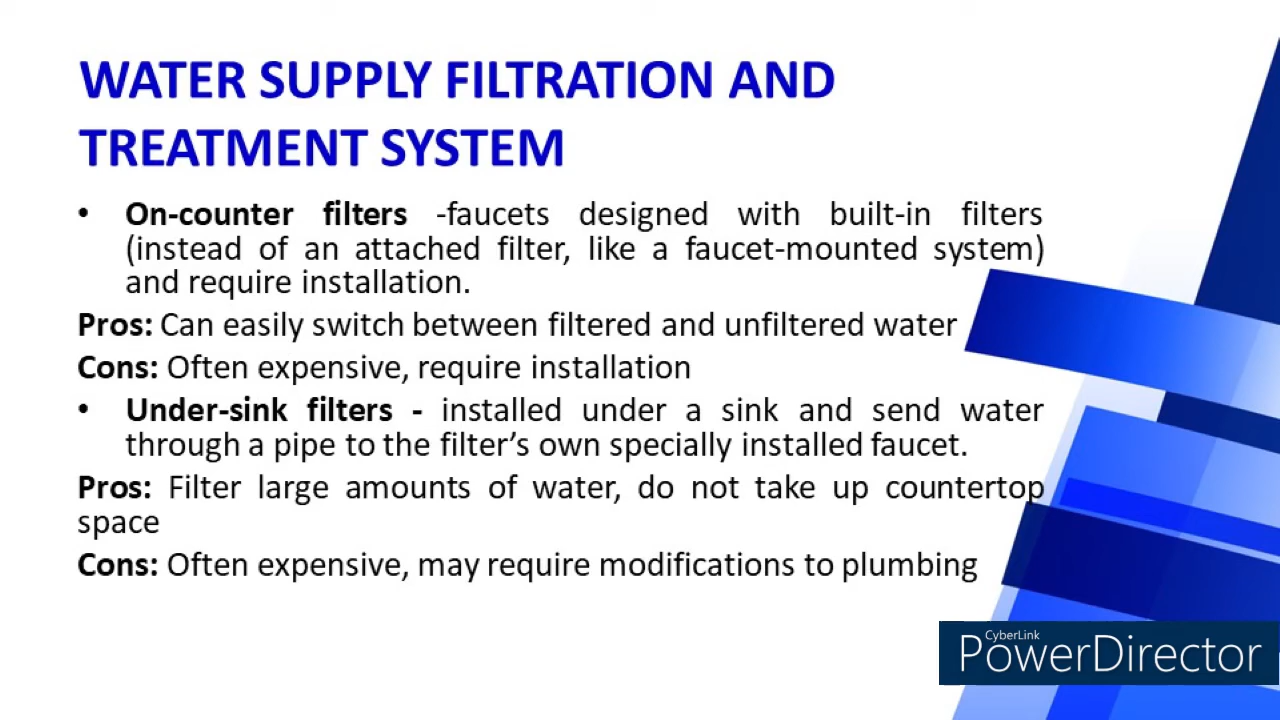 WATER SUPPLY FILTRATION AND
TREATMENT SYSTEM
• On-counter filters -faucets designed with built-in filters
(instead of an attached filter, like a faucet-mounted system)
and require installation.
Pros: Can easily switch between filtered and unfiltered water
Cons: Often expensive, require installation
• Under-sink filters - installed under a sink and send water
through a pipe to the filter’s own specially installed faucet.
Pros: Filter large amounts of water, do not take up countertop
space
Cons: Often expensive, may require modifications to plumbing
CyberLink
PowerDirector